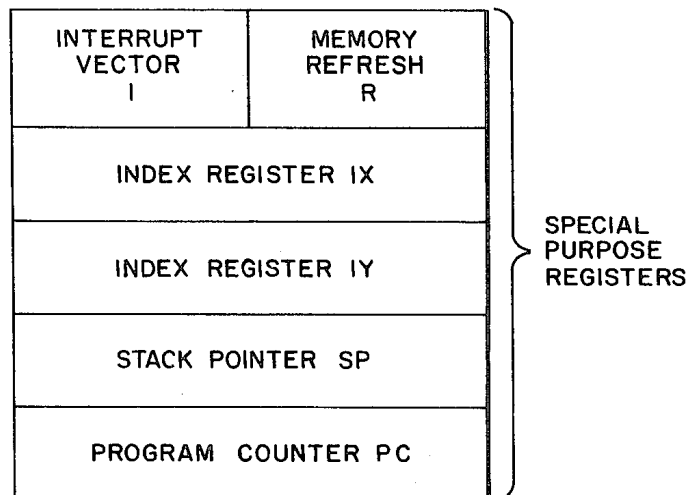 INTERRUPT
VECTOR
I
MEMORY
REFRESH
R
INDEX REGISTER IX
INDEX REGISTER IY
STACK POINTER SP
PROGRAM COUNTER PC
SPECIAL
PURPOSE
REGISTERS